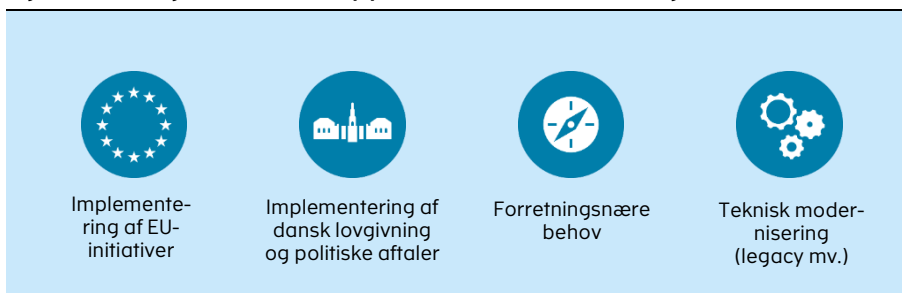 Implemente-
ring af EU-
initiativer
Implementering af
dansk lovgivning
og politiske aftaler
Forretningsnære
behov
Teknisk moder-
nisering
(legacy mv.)